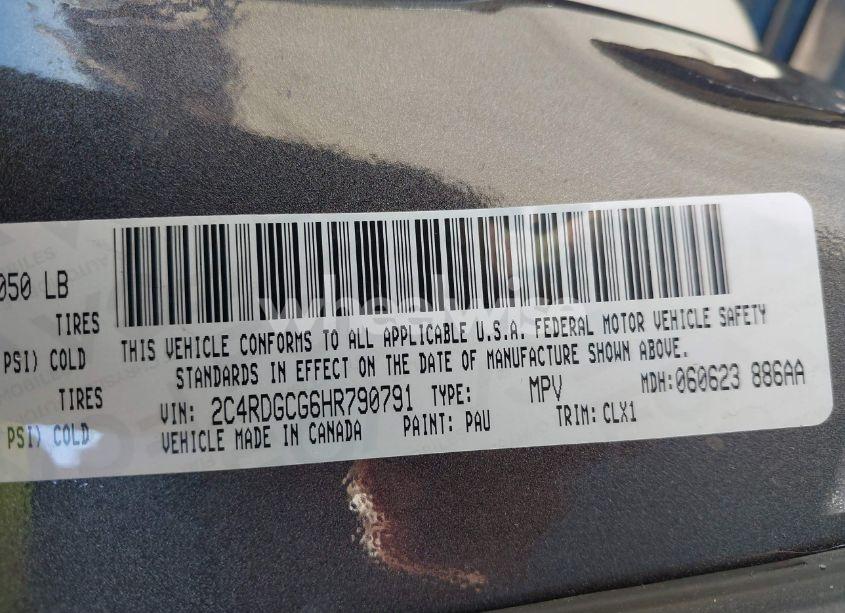 050 LB
TIRES
PSI) COLD
TIRES
PSI) COLD
wheelwise
THIS VEHICLE CONFORMS TO ALL APPLICABLE U.S.A. FEDERAL MOTOR VEHICLE SAFETY
STANDARDS IN EFFECT ON THE DATE OF MANUFACTURE SHOWN ABOVE.
VIN: 2C4RDGCG6HR790791 TYPE: MPV MDH:060623 886AA
VEHICLE MADE IN CANADA PAINT: PAU TRIM: CLX1